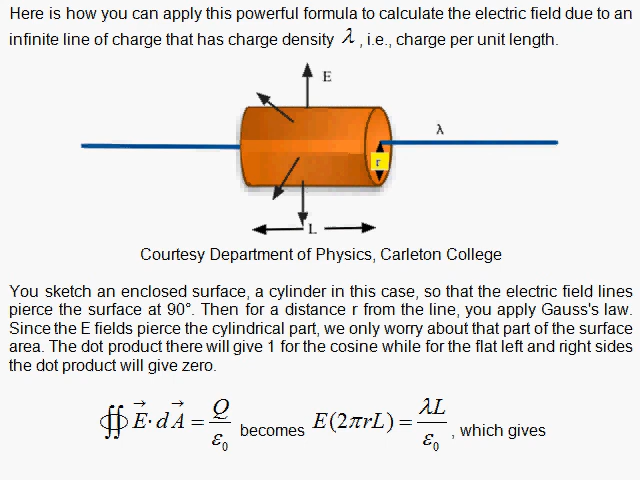 Here is how you can apply this powerful formula to calculate the electric field due to an
infinite line of charge that has charge density λ, i.e., charge per unit length.
E
λ
r
L
Courtesy Department of Physics, Carleton College
You sketch an enclosed surface, a cylinder in this case, so that the electric field lines
pierce the surface at 90°. Then for a distance r from the line, you apply Gauss's law.
Since the E fields pierce the cylindrical part, we only worry about that part of the surface
area. The dot product there will give 1 for the cosine while for the flat left and right sides
the dot product will give zero.
∯ E⃗·dA⃗ = Q/ε₀ becomes E(2πrL) = λL/ε₀, which gives